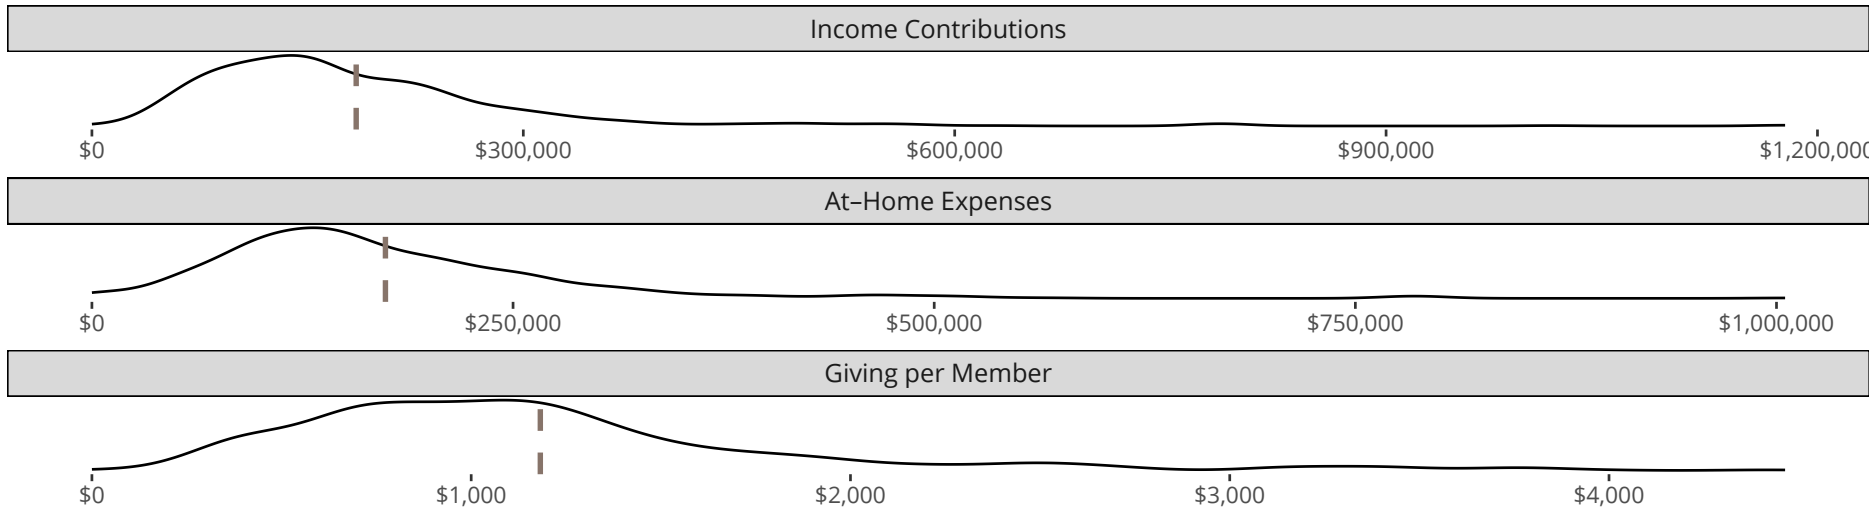 Income Contributions
$0 $300,000 $600,000 $900,000 $1,200,000
At–Home Expenses
$0 $250,000 $500,000 $750,000 $1,000,000
Giving per Member
$0 $1,000 $2,000 $3,000 $4,000